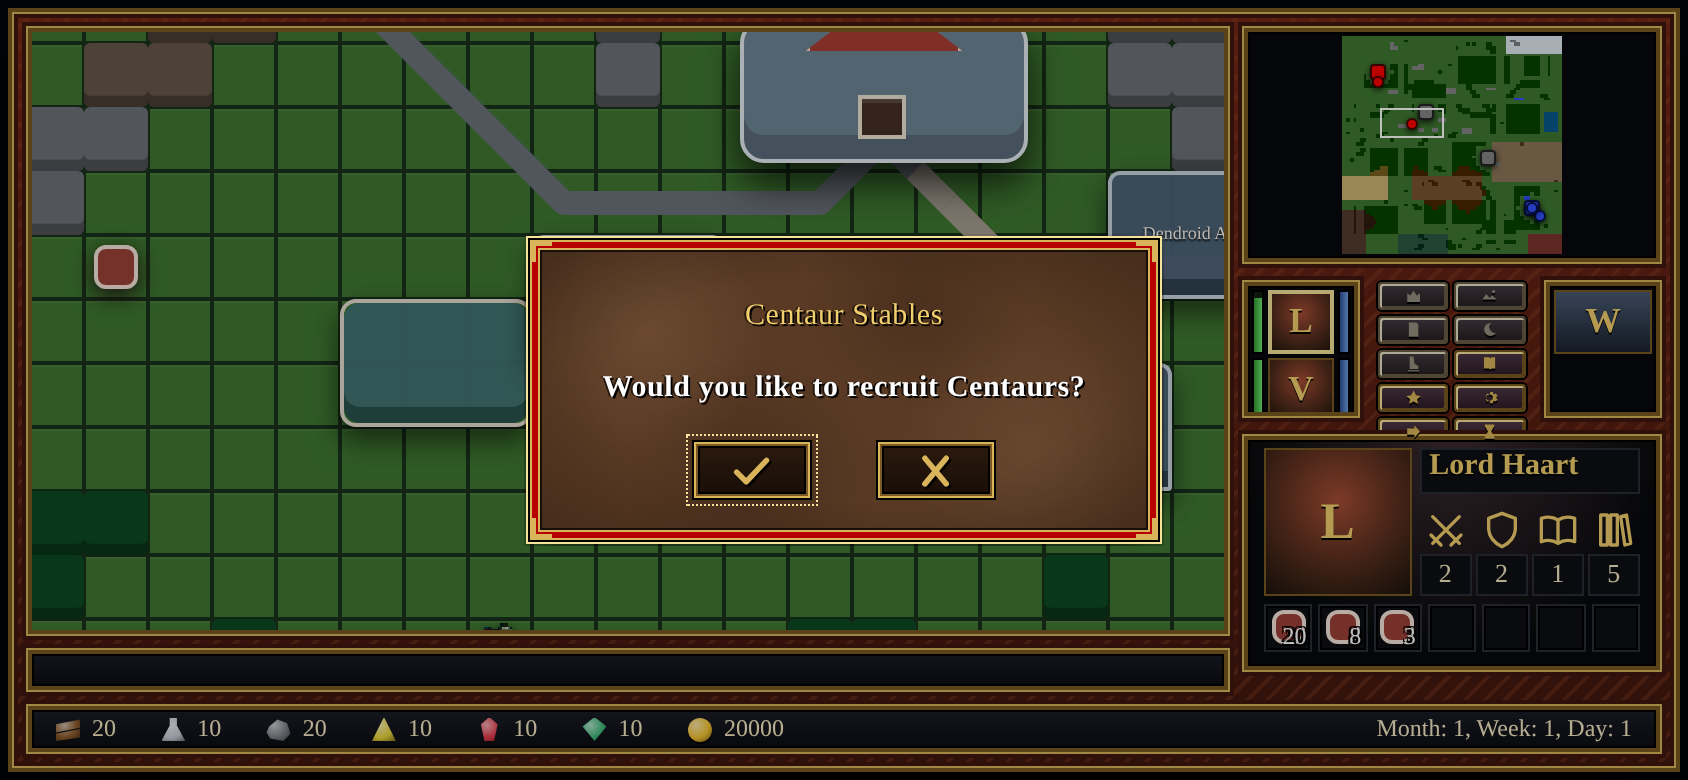 Dendroid A
Centaur Stables
Would you like to recruit Centaurs?
L
V
W
L
Lord Haart
2 2 1 5
20 8 3
20 10 20 10 10 10 20000
Month: 1, Week: 1, Day: 1